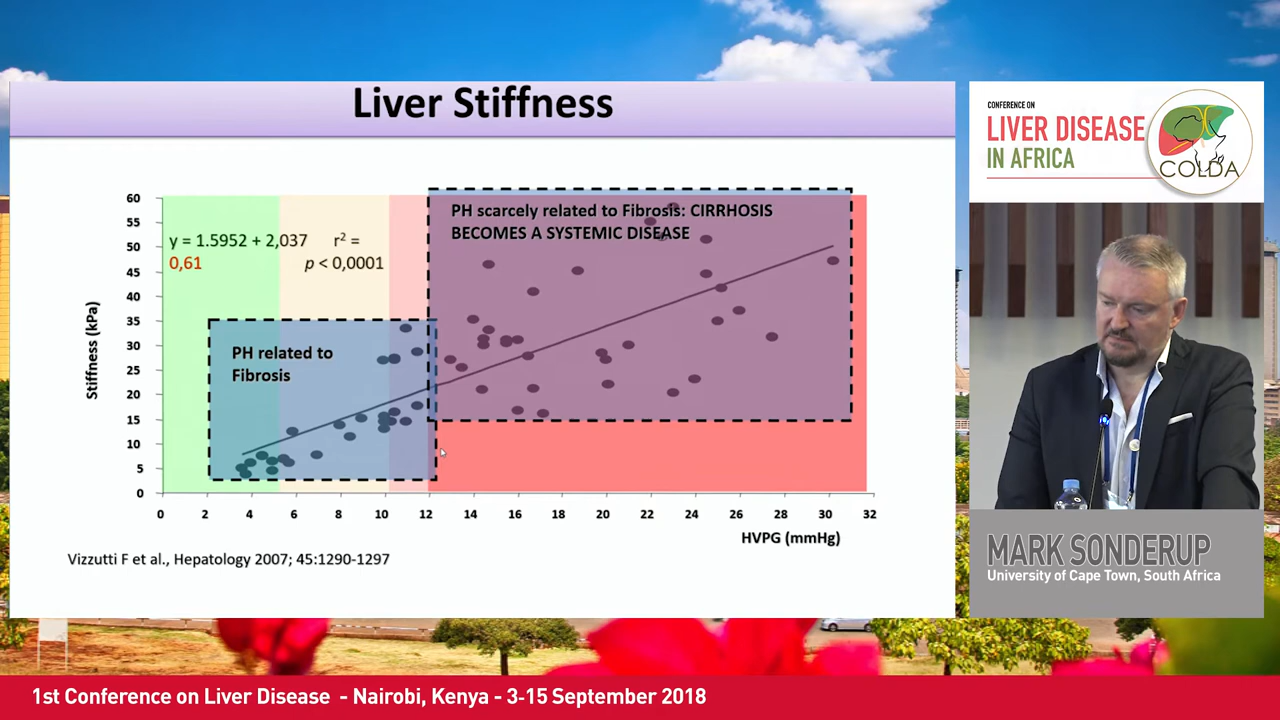 Liver Stiffness
CONFERENCE ON
LIVER DISEASE
IN AFRICA
COLDA
60
55
50
45
40
35
30
25
20
15
10
5
0
Stiffness (kPa)
y = 1.5952 + 2,037 r² =
0,61 p < 0,0001
PH scarcely related to Fibrosis: CIRRHOSIS
BECOMES A SYSTEMIC DISEASE
PH related to
Fibrosis
0 2 4 6 8 10 12 14 16 18 20 22 24 26 28 30 32
HVPG (mmHg)
Vizzutti F et al., Hepatology 2007; 45:1290-1297
MARK SONDERUP
University of Cape Town, South Africa
1st Conference on Liver Disease - Nairobi, Kenya - 3-15 September 2018